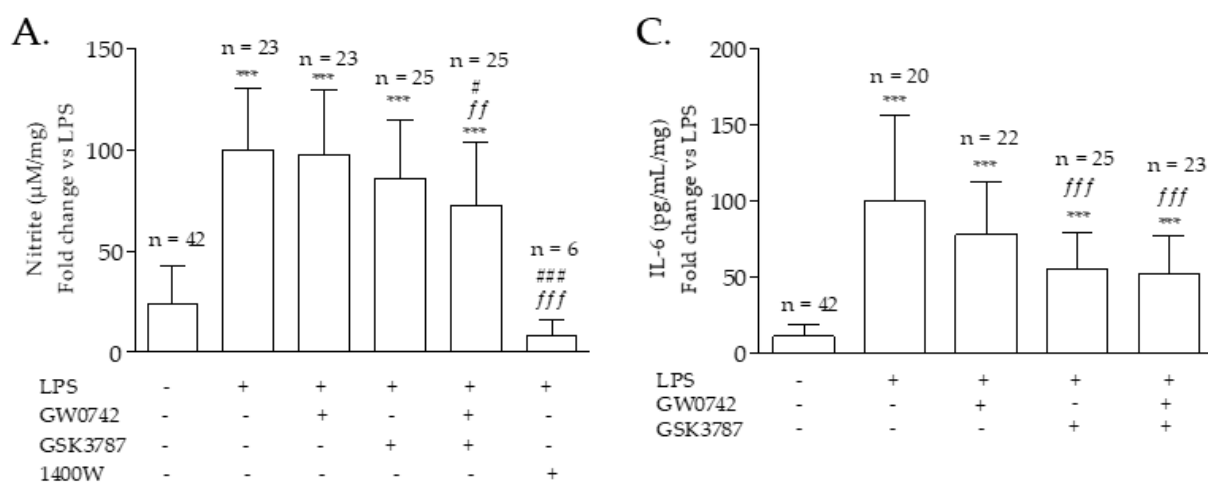 A.
Nitrite (µM/mg)
Fold change vs LPS
150
100
50
0
n = 42
n = 23
***
n = 23
***
n = 25
***
n = 25
#
ƒƒ
***
n = 6
###
ƒƒƒ
LPS - + + + + +
GW0742 - - + - + -
GSK3787 - - - + + -
1400W - - - - - +
C.
IL-6 (pg/mL/mg)
Fold change vs LPS
200
150
100
50
0
n = 42
n = 20
***
n = 22
***
n = 25
ƒƒƒ
***
n = 23
ƒƒƒ
***
LPS - + + + +
GW0742 - - + - +
GSK3787 - - - + +